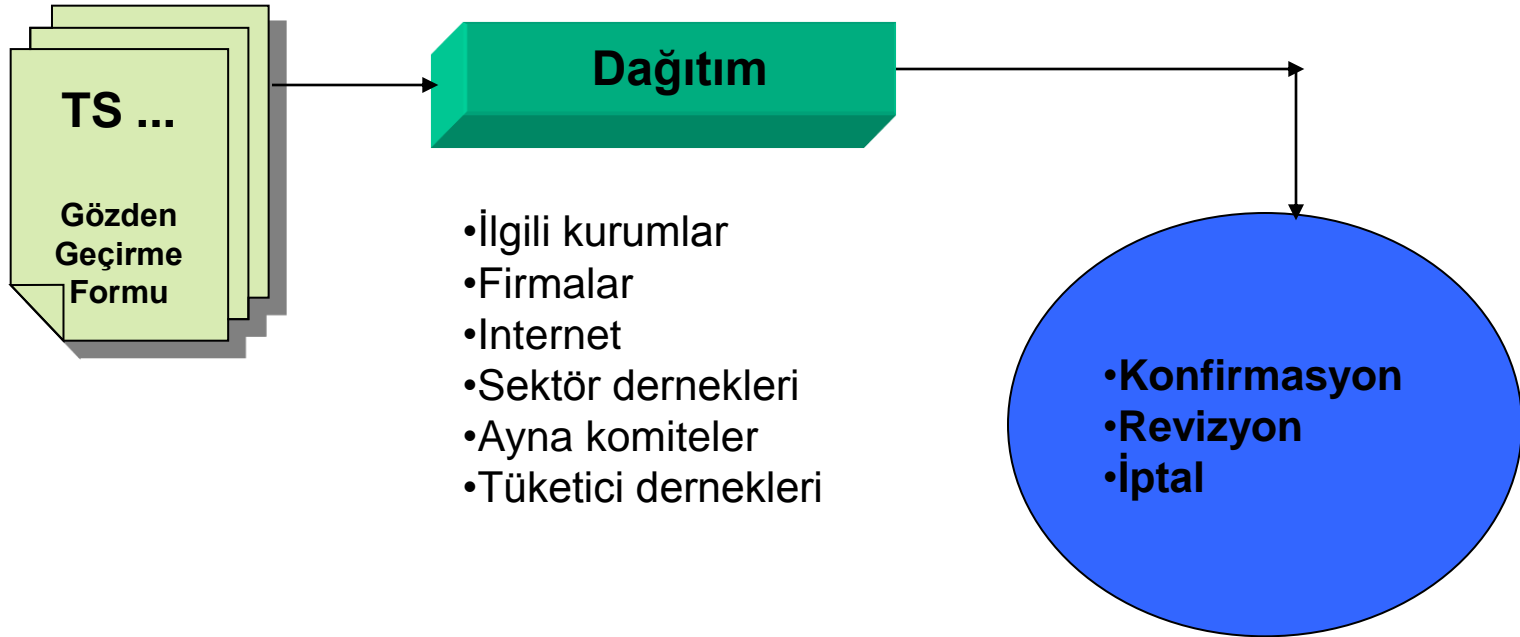 TS ...
Gözden
Geçirme
Formu
Dağıtım
•İlgili kurumlar
•Firmalar
•Internet
•Sektör dernekleri
•Ayna komiteler
•Tüketici dernekleri
•Konfirmasyon
•Revizyon
•İptal